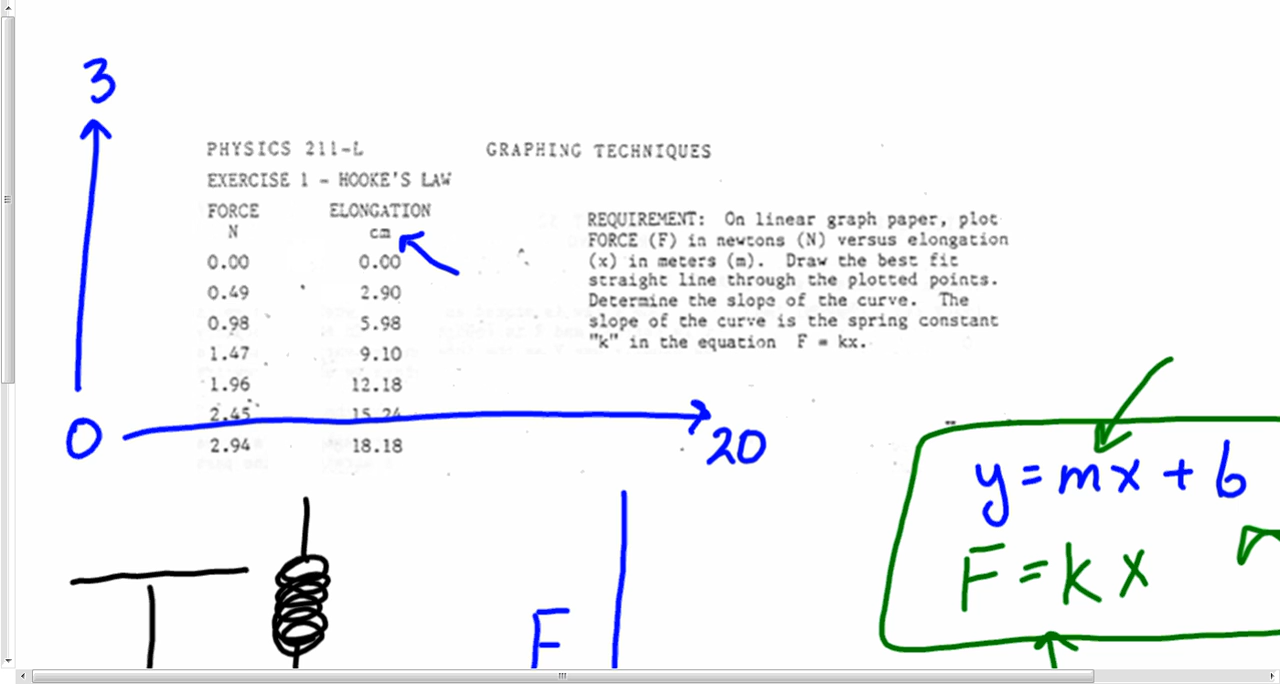 3
PHYSICS 211-L GRAPHING TECHNIQUES
EXERCISE 1 - HOOKE'S LAW
FORCE ELONGATION
N cm
0.00 0.00
0.49 2.90
0.98 5.98
1.47 9.10
1.96 12.18
2.45 15.24
2.94 18.18
REQUIREMENT: On linear graph paper, plot
FORCE (F) in newtons (N) versus elongation
(x) in meters (m). Draw the best fit
straight line through the plotted points.
Determine the slope of the curve. The
slope of the curve is the spring constant
"k" in the equation F = kx.
0
20
y = mx + b
F = kx
F